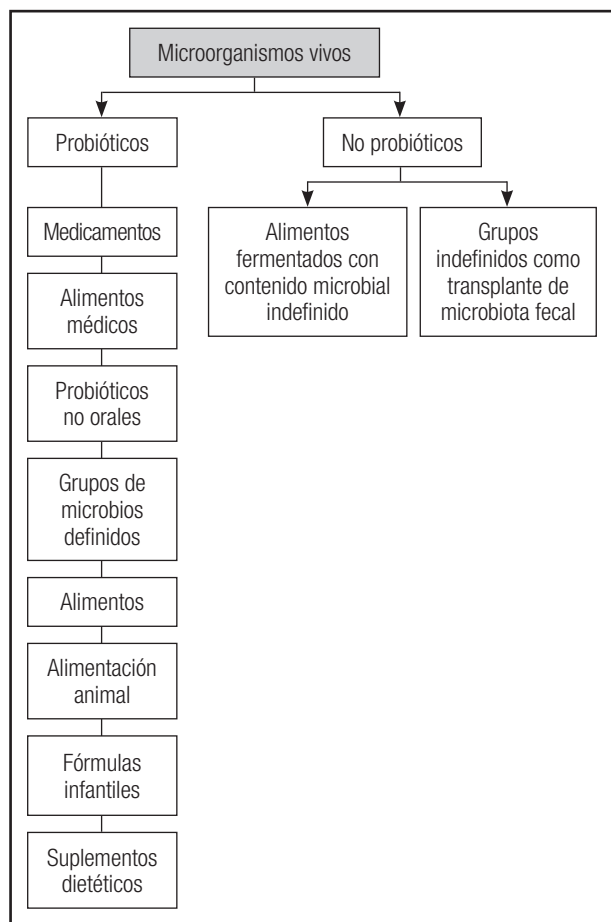 Microorganismos vivos
Probióticos
No probióticos
Medicamentos
Alimentos
médicos
Probióticos
no orales
Grupos de
microbios
definidos
Alimentos
Alimentación
animal
Fórmulas
infantiles
Suplementos
dietéticos
Alimentos
fermentados con
contenido microbial
indefinido
Grupos
indefinidos como
transplante de
microbiota fecal